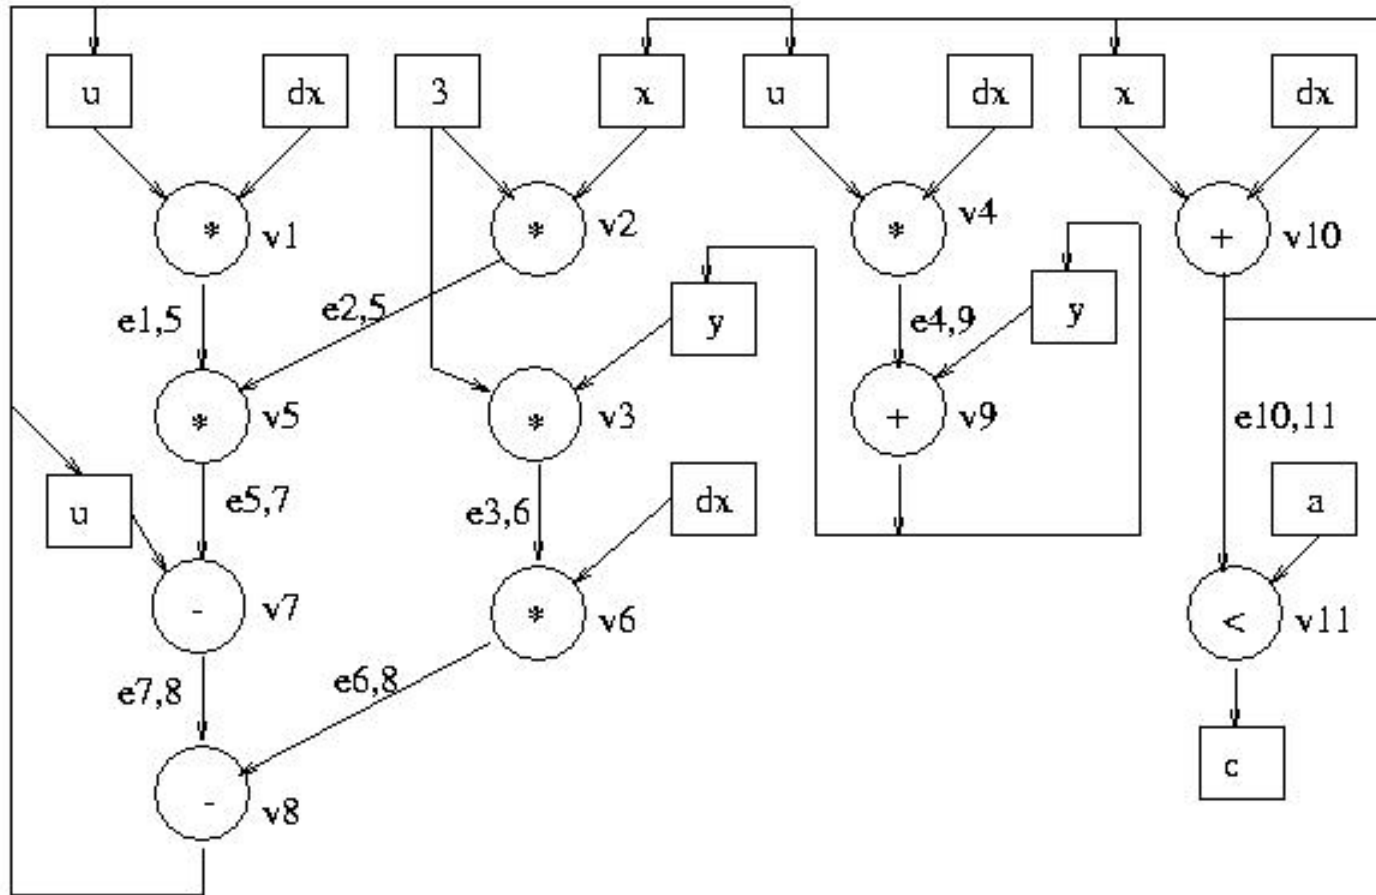 u dx 3 x u dx x dx
* v1 * v2 * v4 + v10
e1,5 e2,5 y e4,9 y
* v5 * v3 + v9 e10,11
u e5,7 e3,6 dx a
- v7 * v6 < v11
e7,8 e6,8
- v8 c